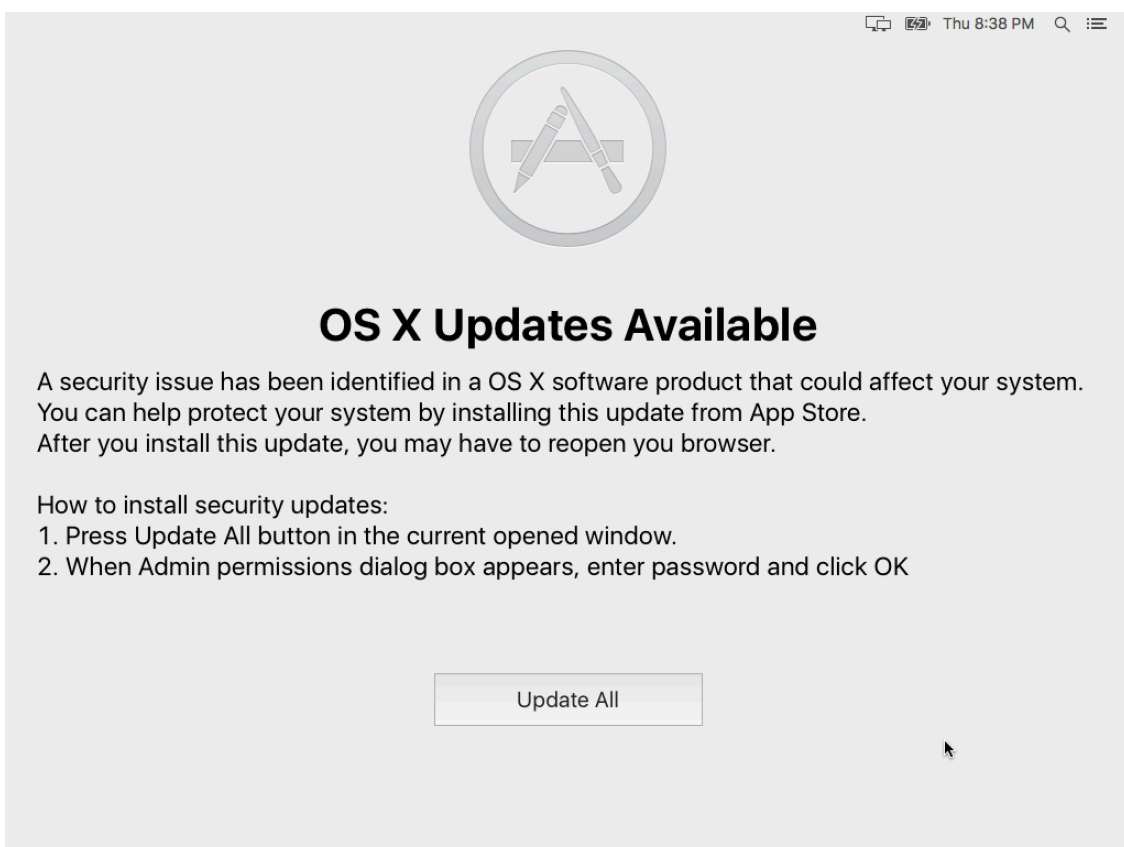 Thu 8:38 PM
OS X Updates Available
A security issue has been identified in a OS X software product that could affect your system.
You can help protect your system by installing this update from App Store.
After you install this update, you may have to reopen you browser.
How to install security updates:
1. Press Update All button in the current opened window.
2. When Admin permissions dialog box appears, enter password and click OK
Update All